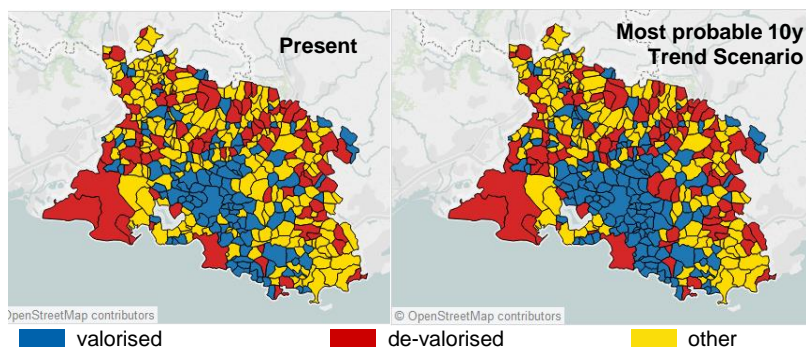 Present
Most probable 10y
Trend Scenario
OpenStreetMap contributors
© OpenStreetMap contributors
valorised
de-valorised
other